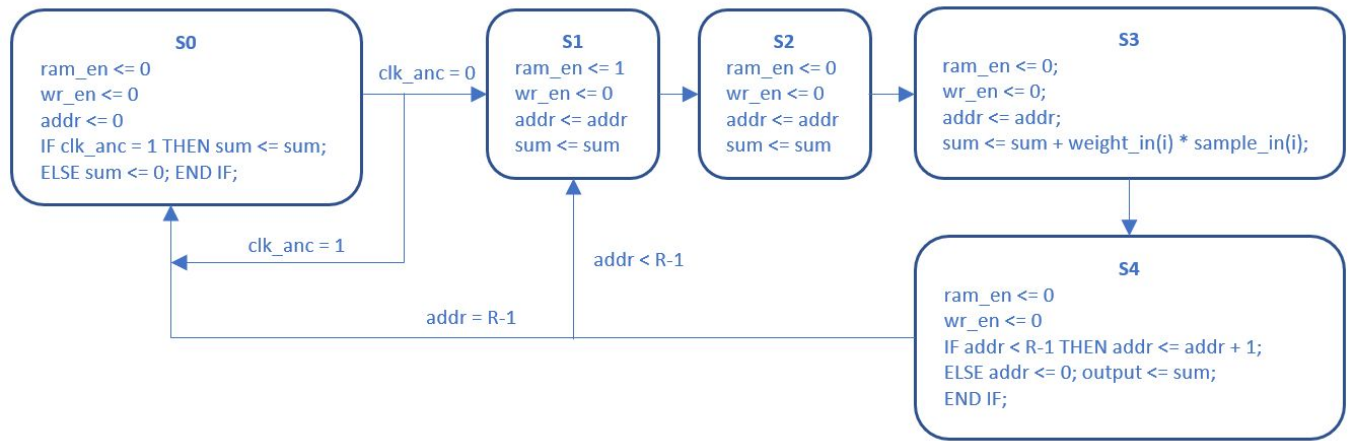 S0
ram_en <= 0
wr_en <= 0
addr <= 0
IF clk_anc = 1 THEN sum <= sum;
ELSE sum <= 0; END IF;
clk_anc = 0
S1
ram_en <= 1
wr_en <= 0
addr <= addr
sum <= sum
S2
ram_en <= 0
wr_en <= 0
addr <= addr
sum <= sum
S3
ram_en <= 0;
wr_en <= 0;
addr <= addr;
sum <= sum + weight_in(i) * sample_in(i);
clk_anc = 1
addr < R-1
addr = R-1
S4
ram_en <= 0
wr_en <= 0
IF addr < R-1 THEN addr <= addr + 1;
ELSE addr <= 0; output <= sum;
END IF;